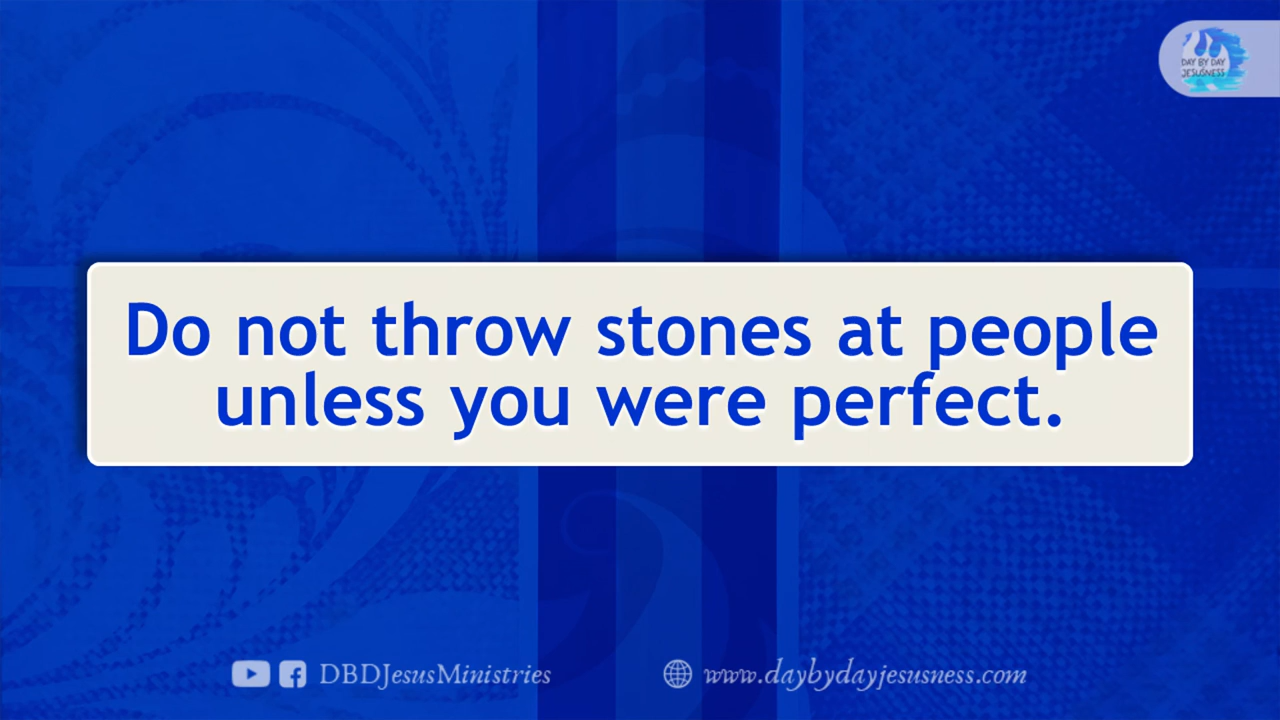 DAY BY DAY
JESUSNESS
Do not throw stones at people
unless you were perfect.
DBDJesusMinistries
www.daybydayjesusness.com